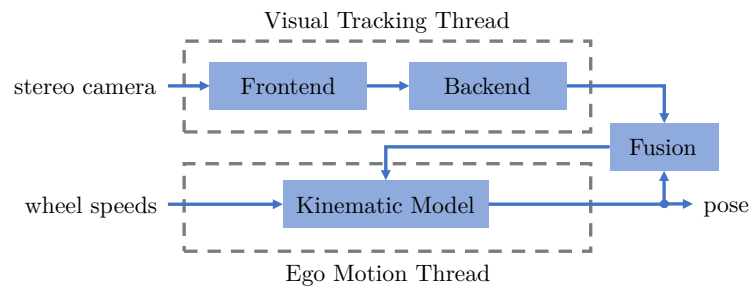 Visual Tracking Thread
stereo camera
Frontend
Backend
Fusion
wheel speeds
Kinematic Model
pose
Ego Motion Thread